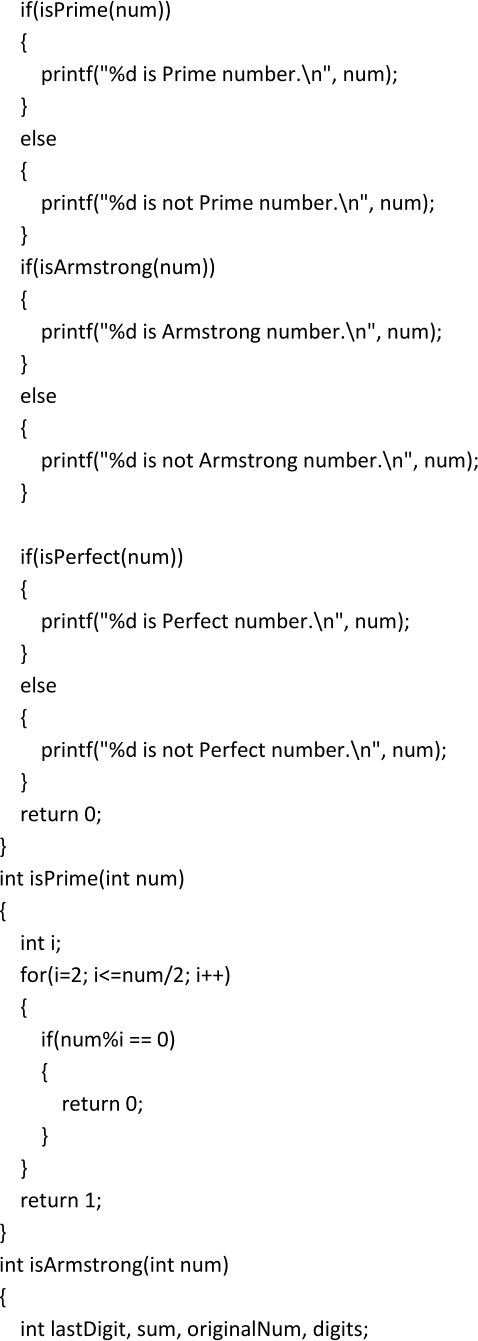 if(isPrime(num))
{
printf("%d is Prime number.\n", num);
}
else
{
printf("%d is not Prime number.\n", num);
}
if(isArmstrong(num))
{
printf("%d is Armstrong number.\n", num);
}
else
{
printf("%d is not Armstrong number.\n", num);
}

if(isPerfect(num))
{
printf("%d is Perfect number.\n", num);
}
else
{
printf("%d is not Perfect number.\n", num);
}
return 0;
}
int isPrime(int num)
{
int i;
for(i=2; i<=num/2; i++)
{
if(num%i == 0)
{
return 0;
}
}
return 1;
}
int isArmstrong(int num)
{
int lastDigit, sum, originalNum, digits;